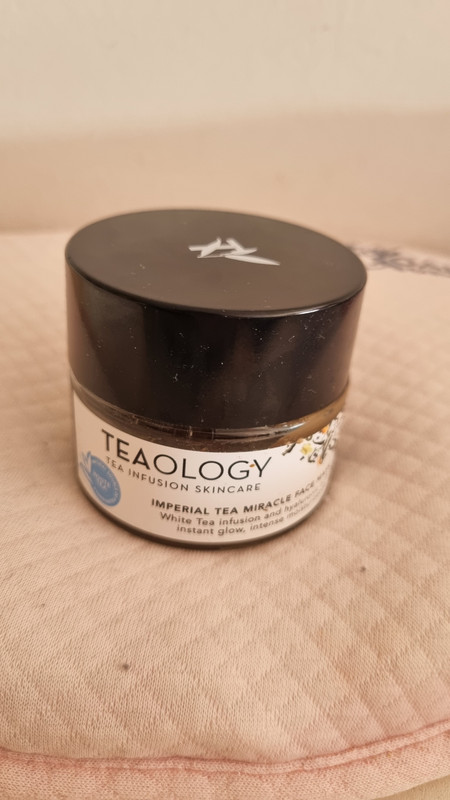 TEAOLOGY
TEA INFUSION SKINCARE
IMPERIAL TEA MIRACLE FACE
White Tea infusion and
instant glow, intense